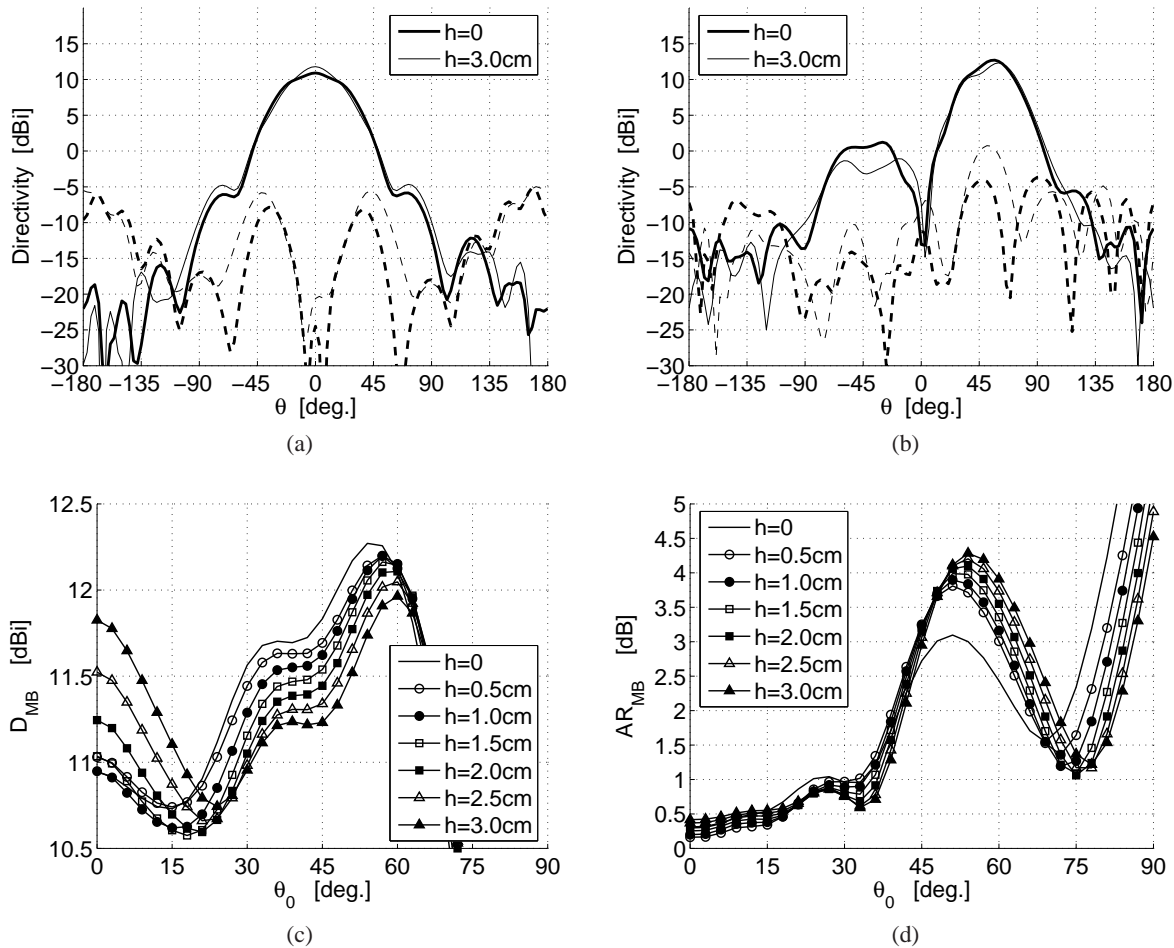 h=0
h=3.0cm
15
10
5
0
−5
−10
−15
−20
−25
−30
Directivity [dBi]
−180 −135 −90 −45 0 45 90 135 180
θ [deg.]
(a)
h=0
h=3.0cm
15
10
5
0
−5
−10
−15
−20
−25
−30
Directivity [dBi]
−180 −135 −90 −45 0 45 90 135 180
θ [deg.]
(b)
12.5
12
11.5
11
10.5
D_MB [dBi]
h=0
h=0.5cm
h=1.0cm
h=1.5cm
h=2.0cm
h=2.5cm
h=3.0cm
0 15 30 45 60 75 90
θ_0 [deg.]
(c)
5
4.5
4
3.5
3
2.5
2
1.5
1
0.5
0
AR_MB [dB]
h=0
h=0.5cm
h=1.0cm
h=1.5cm
h=2.0cm
h=2.5cm
h=3.0cm
0 15 30 45 60 75 90
θ_0 [deg.]
(d)